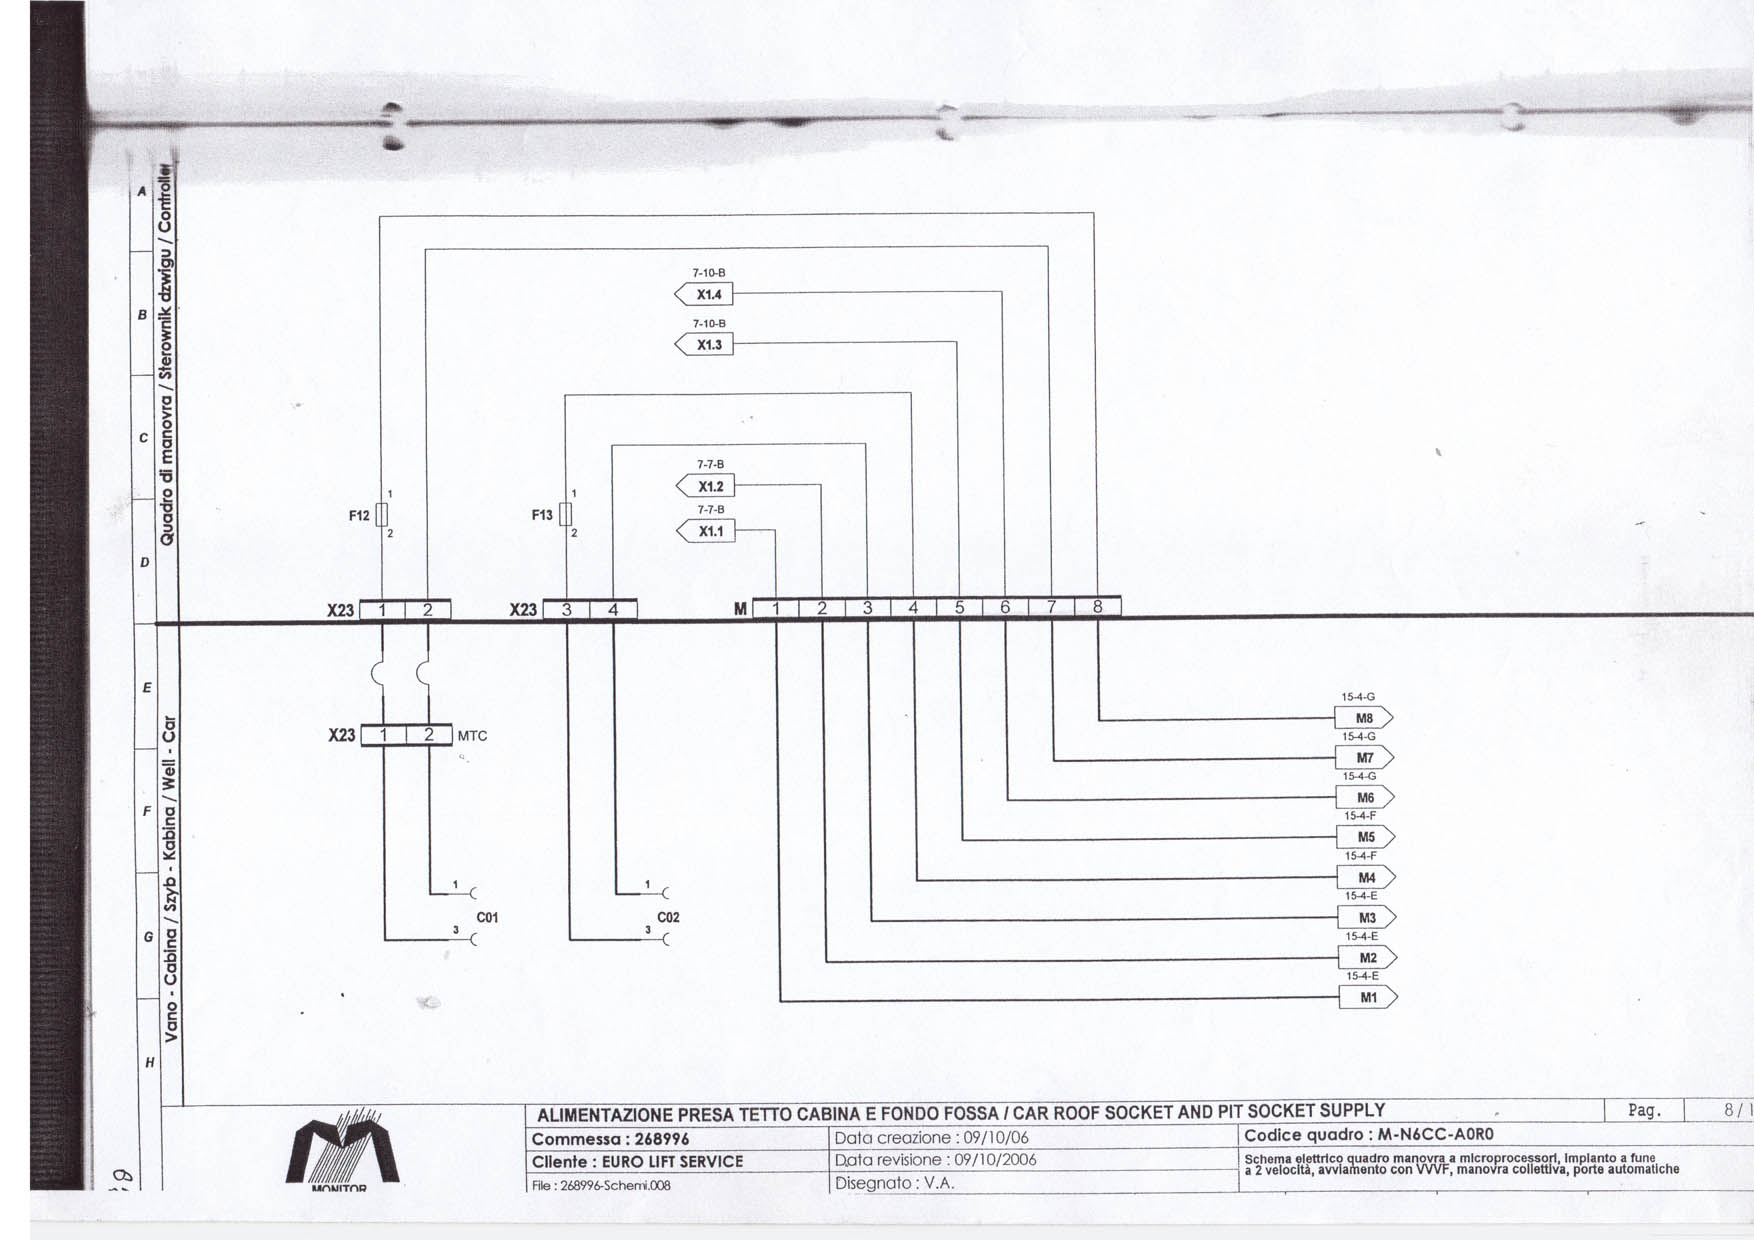 A
B
C
D
E
F
G
H
Quadro di manovra / Sterownik dzwigu / Controller
Vano - Cabina / Szyb - Kabina / Well - Car
7-10-B
X1.4
7-10-B
X1.3
7-7-B
X1.2
7-7-B
X1.1
F12
1
2
F13
1
2
X23 1 2
X23 3 4
M 1 2 3 4 5 6 7 8
X23 1 2 MTC
1
3
C01
1
3
C02
15-4-G
M8
15-4-G
M7
15-4-G
M6
15-4-F
M5
15-4-F
M4
15-4-E
M3
15-4-E
M2
15-4-E
M1
MONITOR
ALIMENTAZIONE PRESA TETTO CABINA E FONDO FOSSA / CAR ROOF SOCKET AND PIT SOCKET SUPPLY
Pag. 8 /
Commessa : 268996
Data creazione : 09/10/06
Codice quadro : M-N6CC-A0R0
Cliente : EURO LIFT SERVICE
Data revisione : 09/10/2006
Schema elettrico quadro manovra a microprocessori, impianto a fune
a 2 velocità, avviamento con VVVF, manovra collettiva, porte automatiche
File : 268996-Schemi.008
Disegnato : V.A.